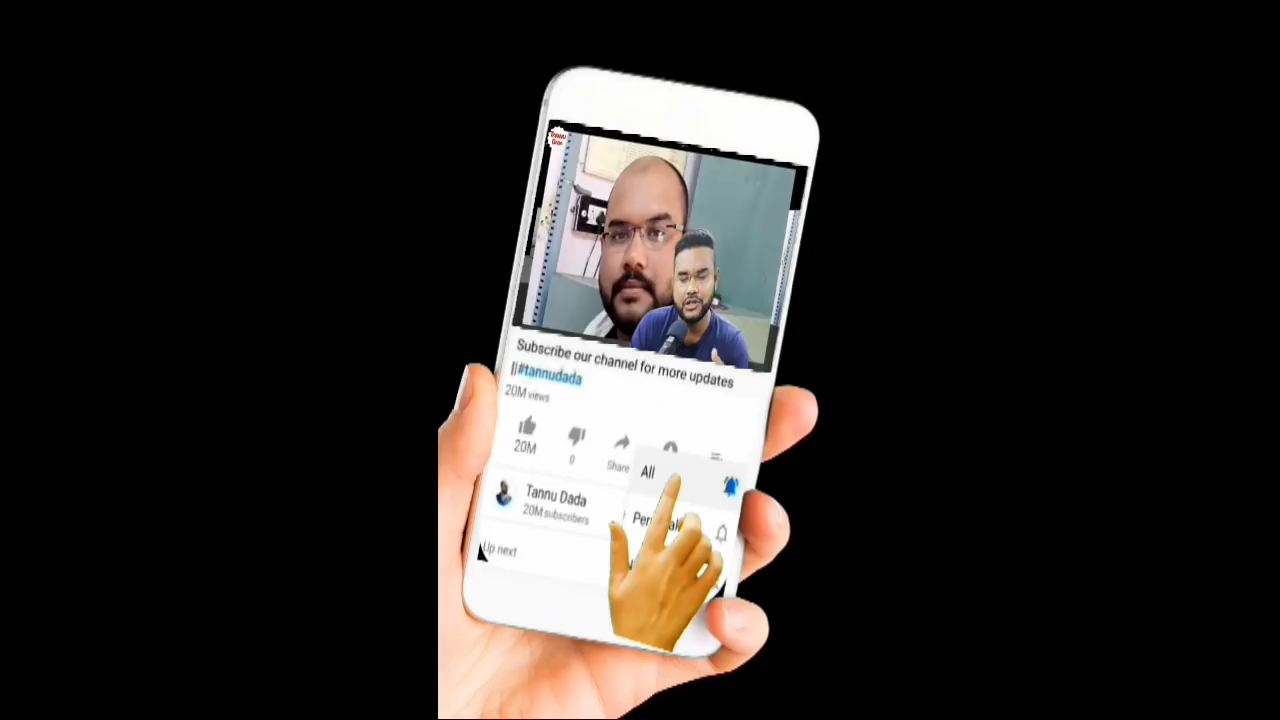 Subscribe our channel for more updates
||#tannudada
20M views
20M
0
Share
All
Tannu Dada
20M subscribers
Up next